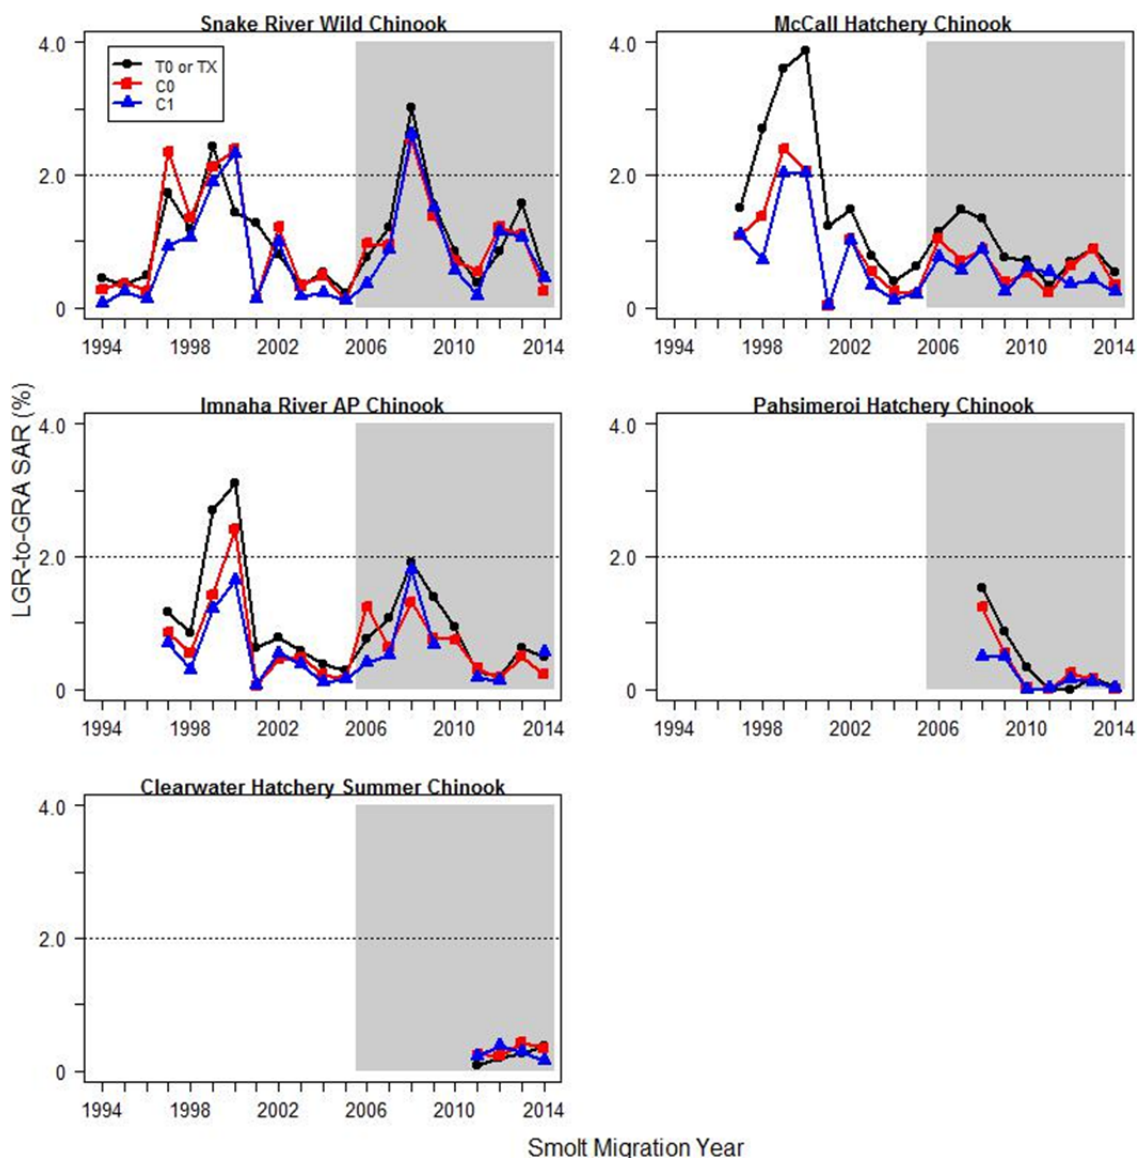 Snake River Wild Chinook
4.0
2.0
0
T0 or TX
C0
C1
1994 1998 2002 2006 2010 2014
McCall Hatchery Chinook
4.0
2.0
0
1994 1998 2002 2006 2010 2014
LGR-to-GRA SAR (%)
Imnaha River AP Chinook
4.0
2.0
0
1994 1998 2002 2006 2010 2014
Pahsimeroi Hatchery Chinook
4.0
2.0
0
1994 1998 2002 2006 2010 2014
Clearwater Hatchery Summer Chinook
4.0
2.0
0
1994 1998 2002 2006 2010 2014
Smolt Migration Year